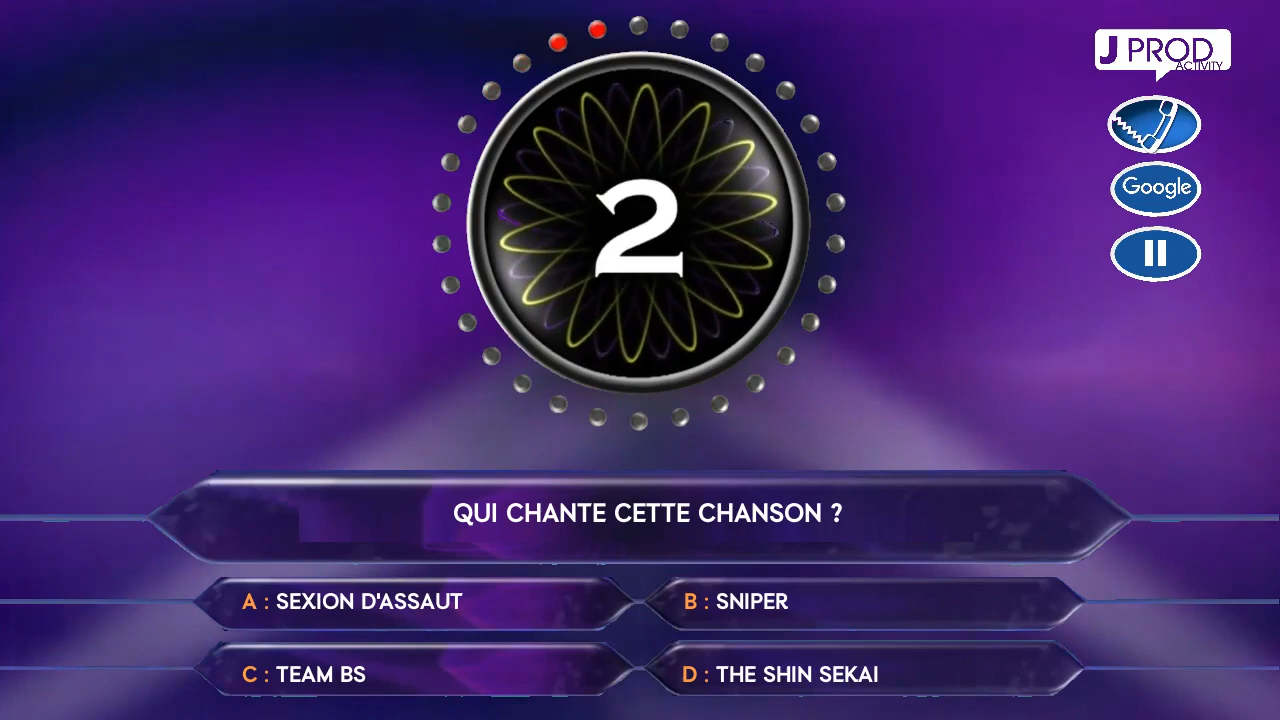 J PROD
ACTIVITY
Google
2
QUI CHANTE CETTE CHANSON ?
A : SEXION D'ASSAUT
B : SNIPER
C : TEAM BS
D : THE SHIN SEKAI